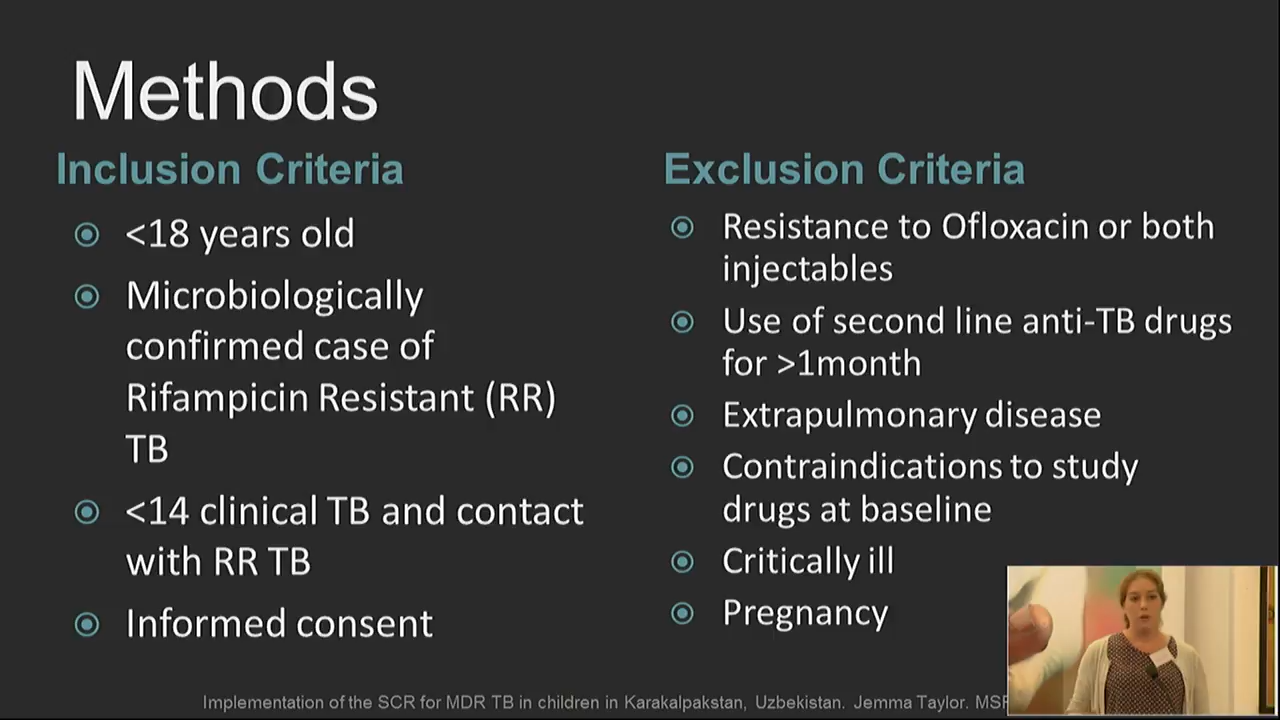 Methods
Inclusion Criteria
<18 years old
Microbiologically
confirmed case of
Rifampicin Resistant (RR)
TB
<14 clinical TB and contact
with RR TB
Informed consent
Exclusion Criteria
Resistance to Ofloxacin or both
injectables
Use of second line anti-TB drugs
for >1month
Extrapulmonary disease
Contraindications to study
drugs at baseline
Critically ill
Pregnancy
Implementation of the SCR for MDR TB in children in Karakalpakstan, Uzbekistan. Jemma Taylor. MSF